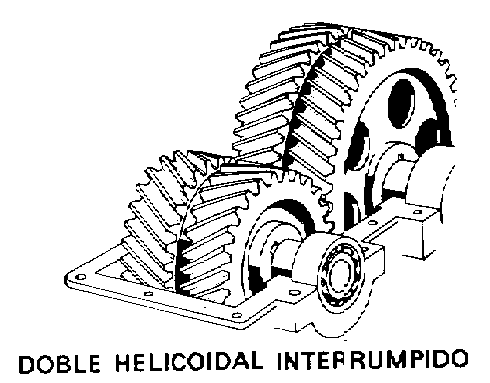 DOBLE HELICOIDAL INTERRUMPIDO